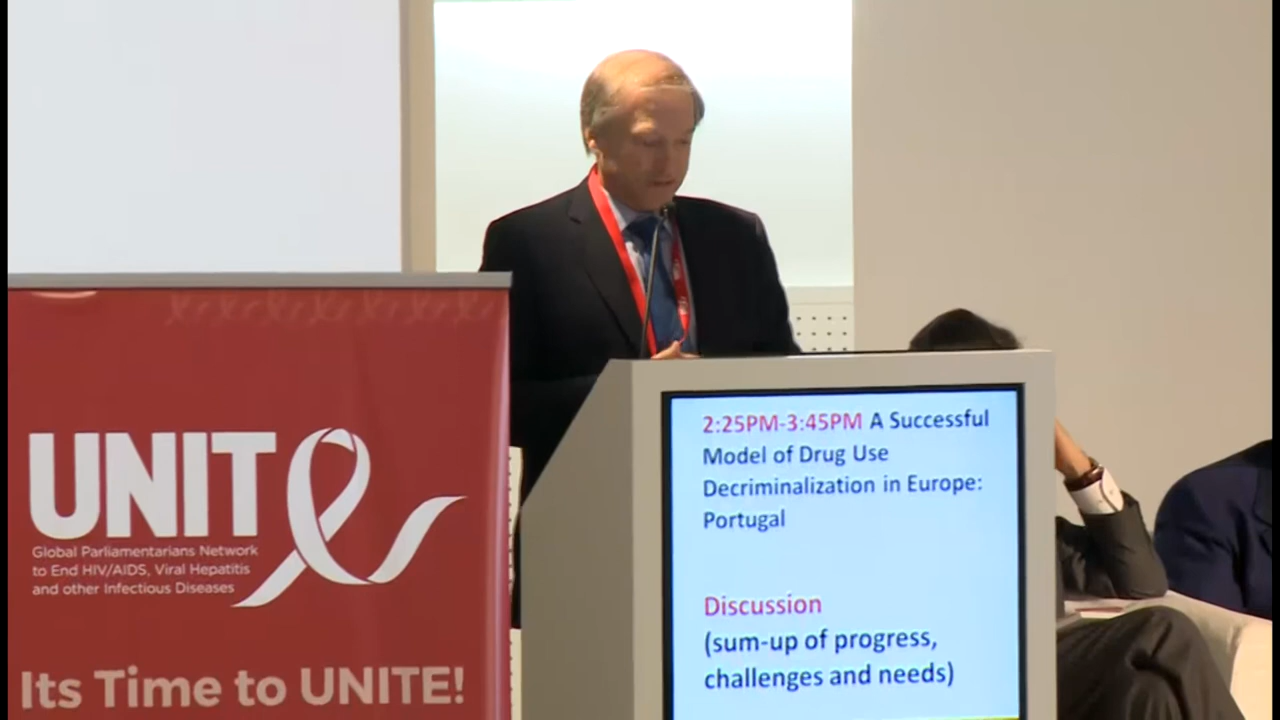 UNITE
Global Parliamentarians Network
to End HIV/AIDS, Viral Hepatitis
and other Infectious Diseases
Its Time to UNITE!
2:25PM-3:45PM A Successful
Model of Drug Use
Decriminalization in Europe:
Portugal
Discussion
(sum-up of progress,
challenges and needs)